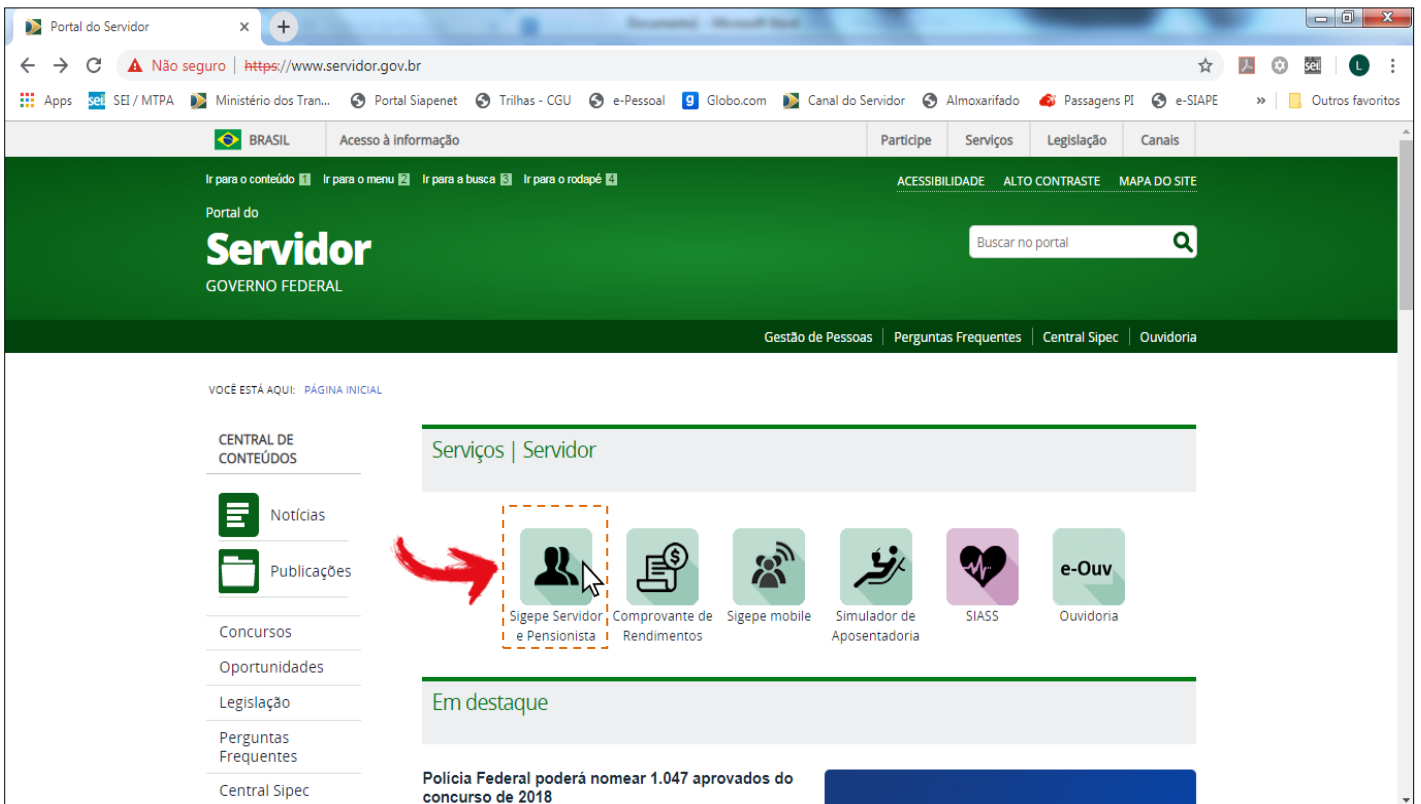 Portal do Servidor
Não seguro | https://www.servidor.gov.br
Apps sei! SEI / MTPA Ministério dos Tran... Portal Siapenet Trilhas - CGU e-Pessoal g Globo.com Canal do Servidor Almoxarifado Passagens PI e-SIAPE » Outros favoritos
BRASIL Acesso à informação Participe Serviços Legislação Canais
Ir para o conteúdo 1 Ir para o menu 2 Ir para a busca 3 Ir para o rodapé 4 ACESSIBILIDADE ALTO CONTRASTE MAPA DO SITE
Portal do
Servidor
Buscar no portal
GOVERNO FEDERAL
Gestão de Pessoas | Perguntas Frequentes | Central Sipec | Ouvidoria
VOCÊ ESTÁ AQUI: PÁGINA INICIAL
CENTRAL DE
CONTEÚDOS
Notícias
Publicações
Concursos
Oportunidades
Legislação
Perguntas
Frequentes
Central Sipec
Serviços | Servidor
e-Ouv
Sigepe Servidor
e Pensionista
Comprovante de
Rendimentos
Sigepe mobile
Simulador de
Aposentadoria
SIASS
Ouvidoria
Em destaque
Polícia Federal poderá nomear 1.047 aprovados do
concurso de 2018